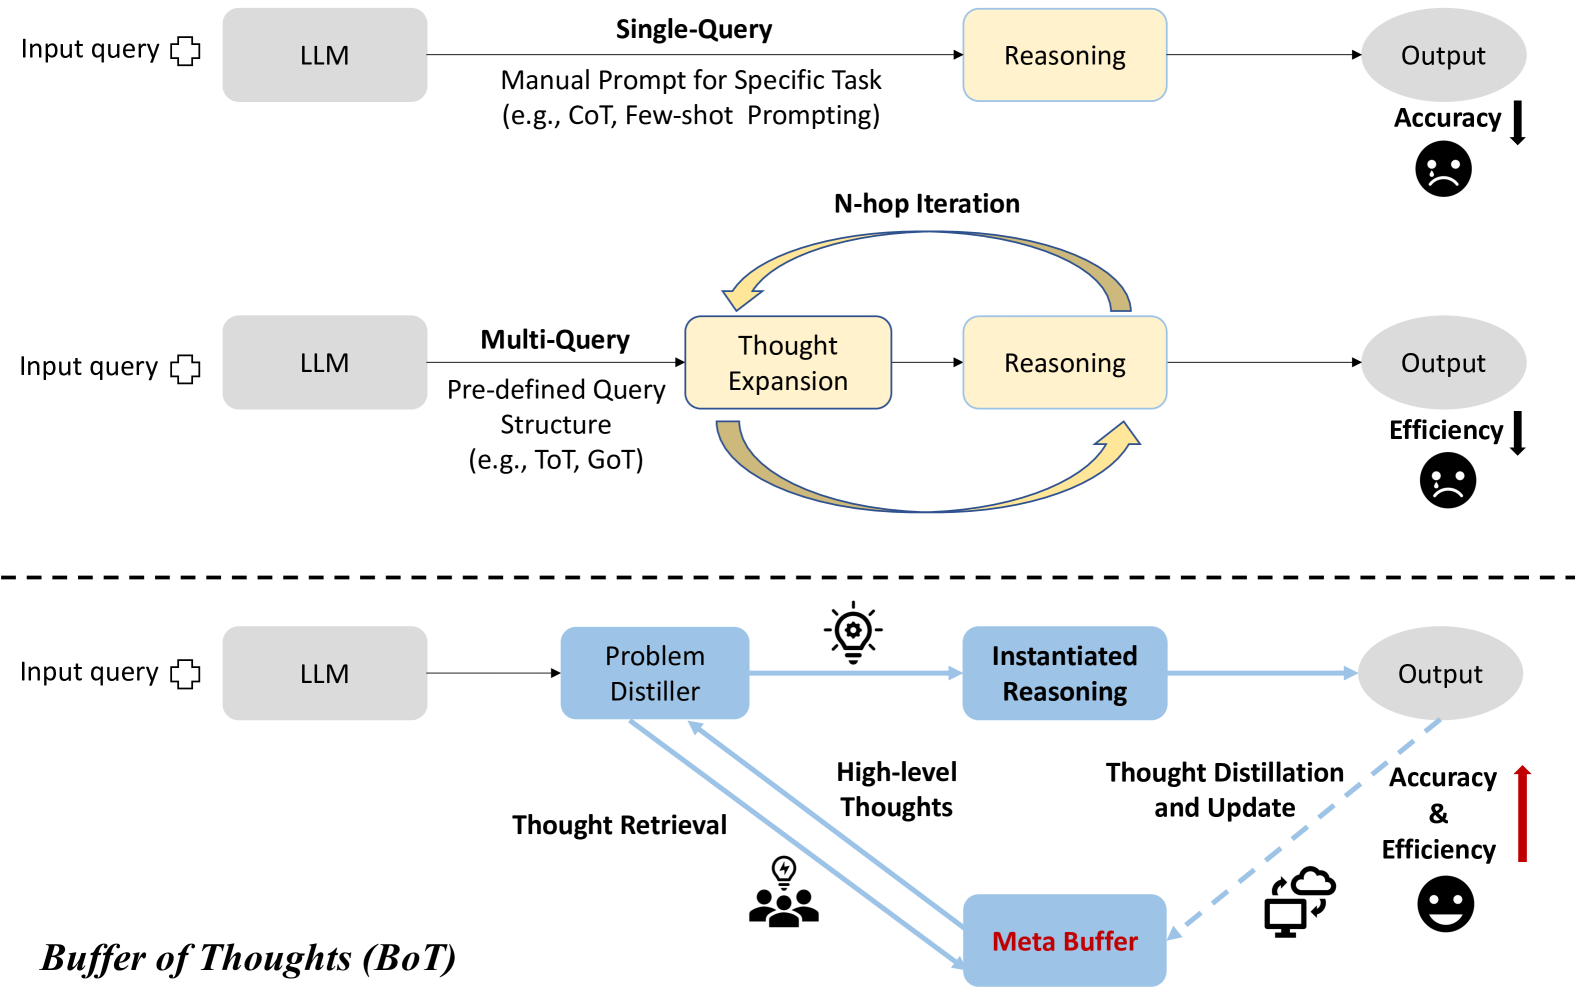 Input query
LLM
Single-Query
Manual Prompt for Specific Task
(e.g., CoT, Few-shot Prompting)
Reasoning
Output
Accuracy
N-hop Iteration
Input query
LLM
Multi-Query
Pre-defined Query
Structure
(e.g., ToT, GoT)
Thought
Expansion
Reasoning
Output
Efficiency
Input query
LLM
Problem
Distiller
Instantiated
Reasoning
Output
Thought Retrieval
High-level
Thoughts
Thought Distillation
and Update
Accuracy
&
Efficiency
Meta Buffer
Buffer of Thoughts (BoT)